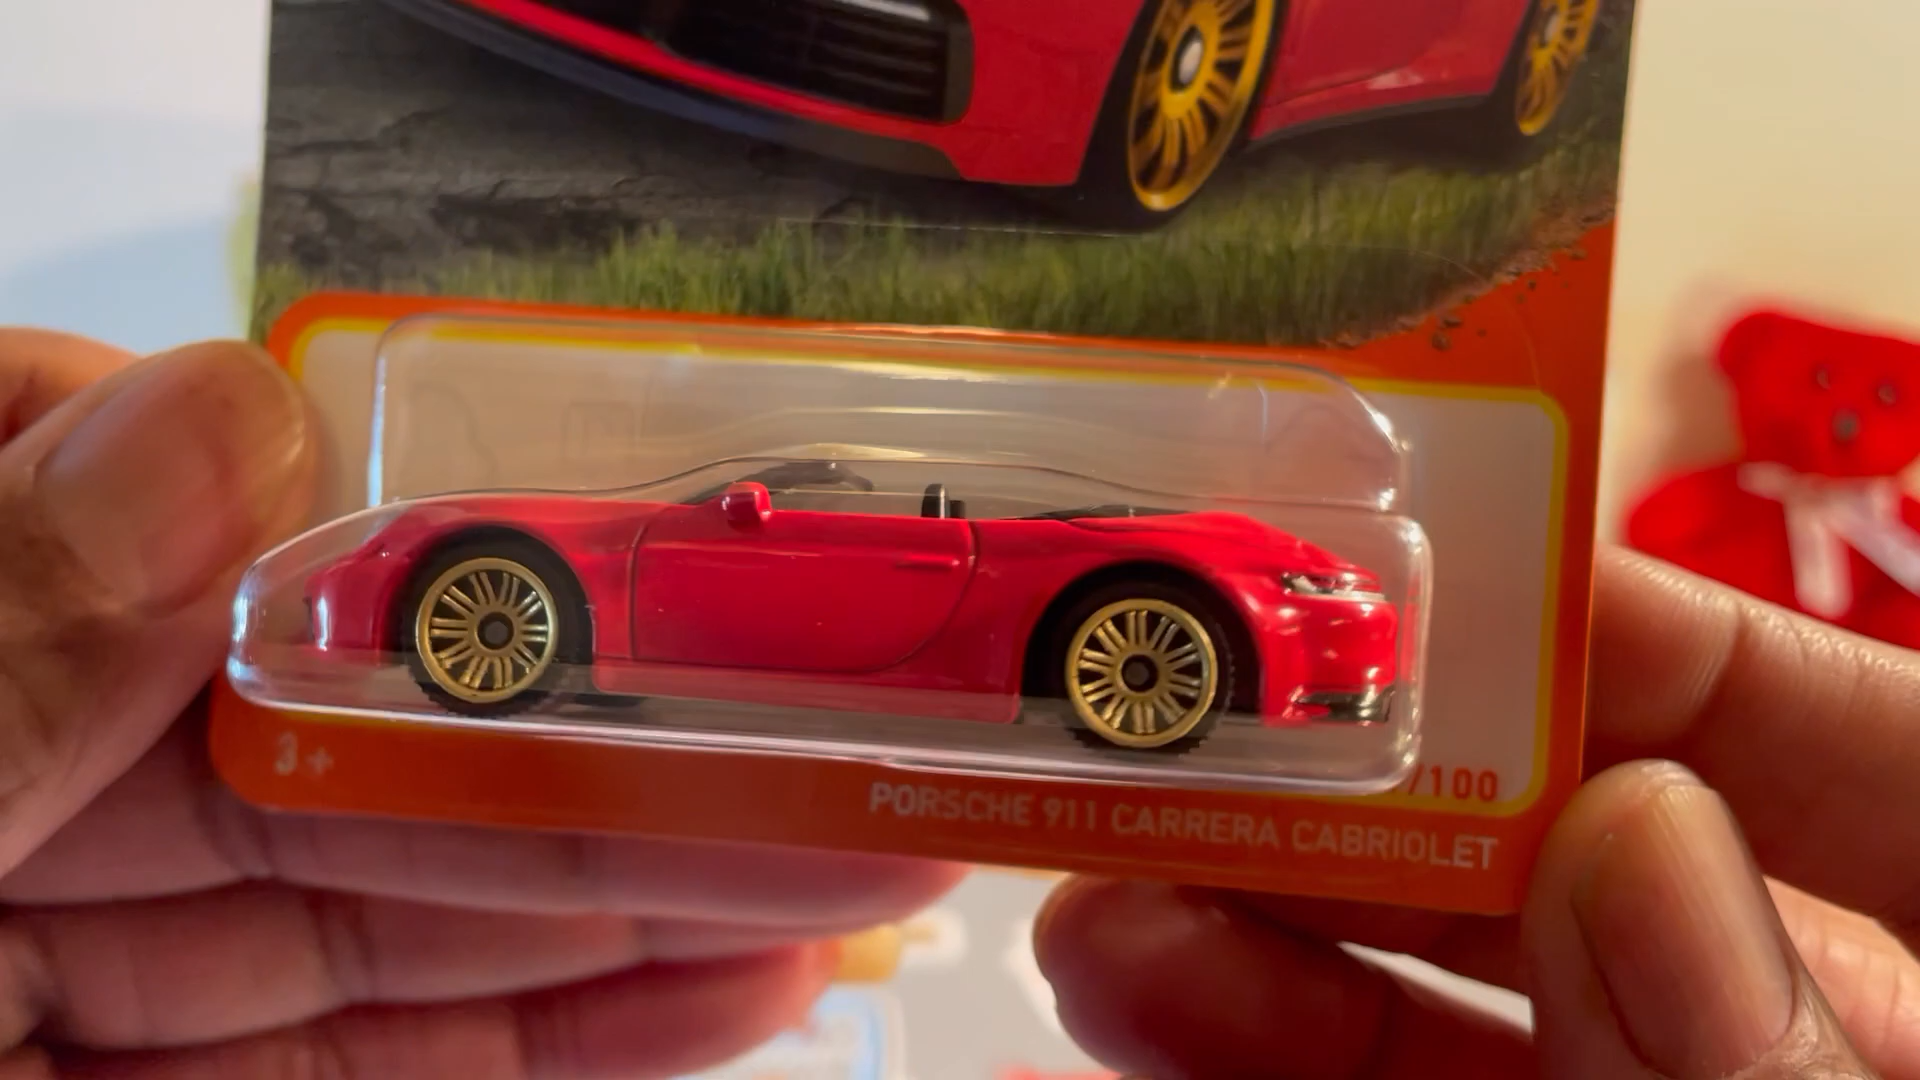 /100
3+
PORSCHE 911 CARRERA CABRIOLET